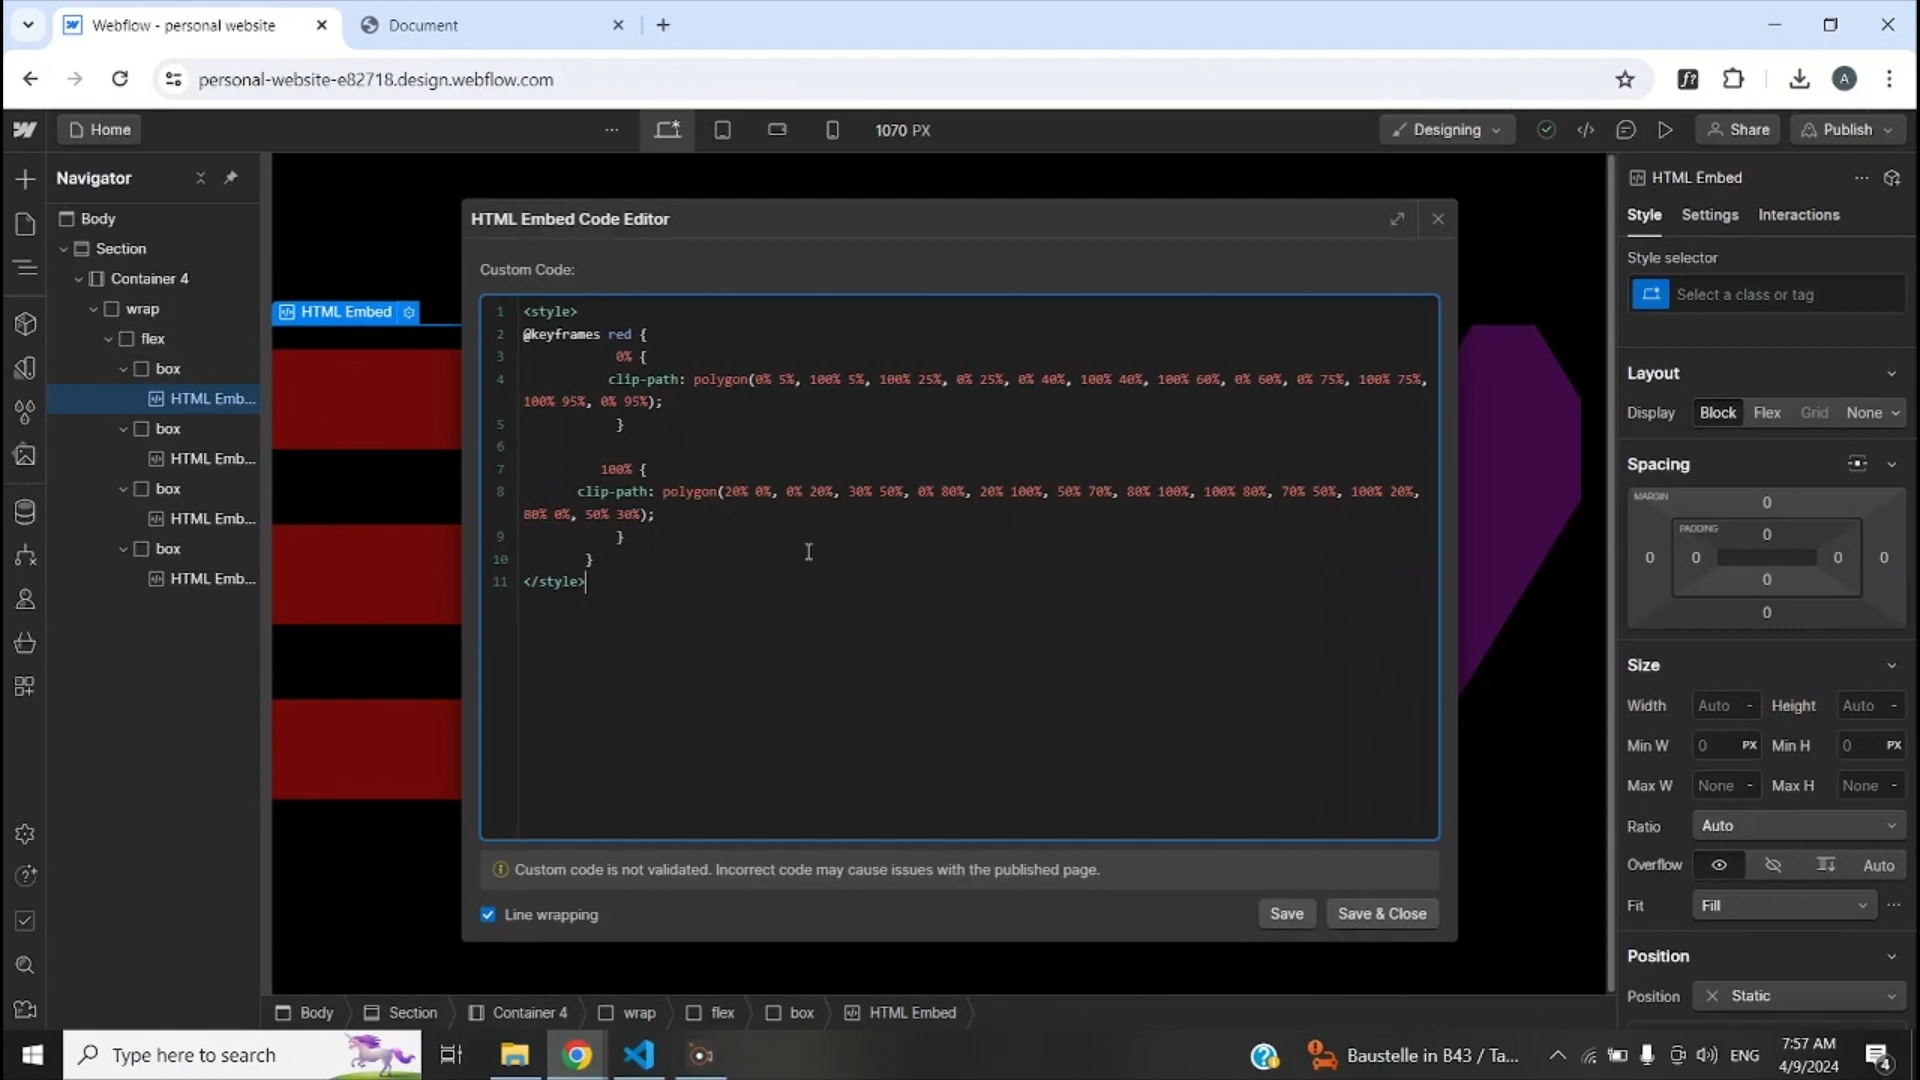 Webflow - personal website
Document
personal-website-e82718.design.webflow.com
A
Home
1070 PX
Designing
Share
Publish
Navigator
Body
Section
Container 4
wrap
flex
box
HTML Emb...
box
HTML Emb...
box
HTML Emb...
box
HTML Emb...
HTML Embed
HTML Embed Code Editor
Custom Code:
1 <style>
2 @keyframes red {
3 0% {
4 clip-path: polygon(0% 5%, 100% 5%, 100% 25%, 0% 25%, 0% 40%, 100% 40%, 100% 60%, 0% 60%, 0% 75%, 100% 75%,
100% 95%, 0% 95%);
5 }
6
7 100% {
8 clip-path: polygon(20% 0%, 0% 20%, 30% 50%, 0% 80%, 20% 100%, 50% 70%, 80% 100%, 100% 80%, 70% 50%, 100% 20%,
80% 0%, 50% 30%);
9 }
10 }
11 </style>
Custom code is not validated. Incorrect code may cause issues with the published page.
Line wrapping
Save
Save & Close
HTML Embed
Style Settings Interactions
Style selector
Select a class or tag
Layout
Display Block Flex Grid None
Spacing
MARGIN
0
PADDING
0
0 0 0 0
0
0
Size
Width Auto - Height Auto -
Min W 0 PX Min H 0 PX
Max W None - Max H None -
Ratio Auto
Overflow Auto
Fit Fill
Position
Position Static
Body Section Container 4 wrap flex box HTML Embed
Type here to search
Baustelle in B43 / Ta...
ENG
7:57 AM
4/9/2024
4